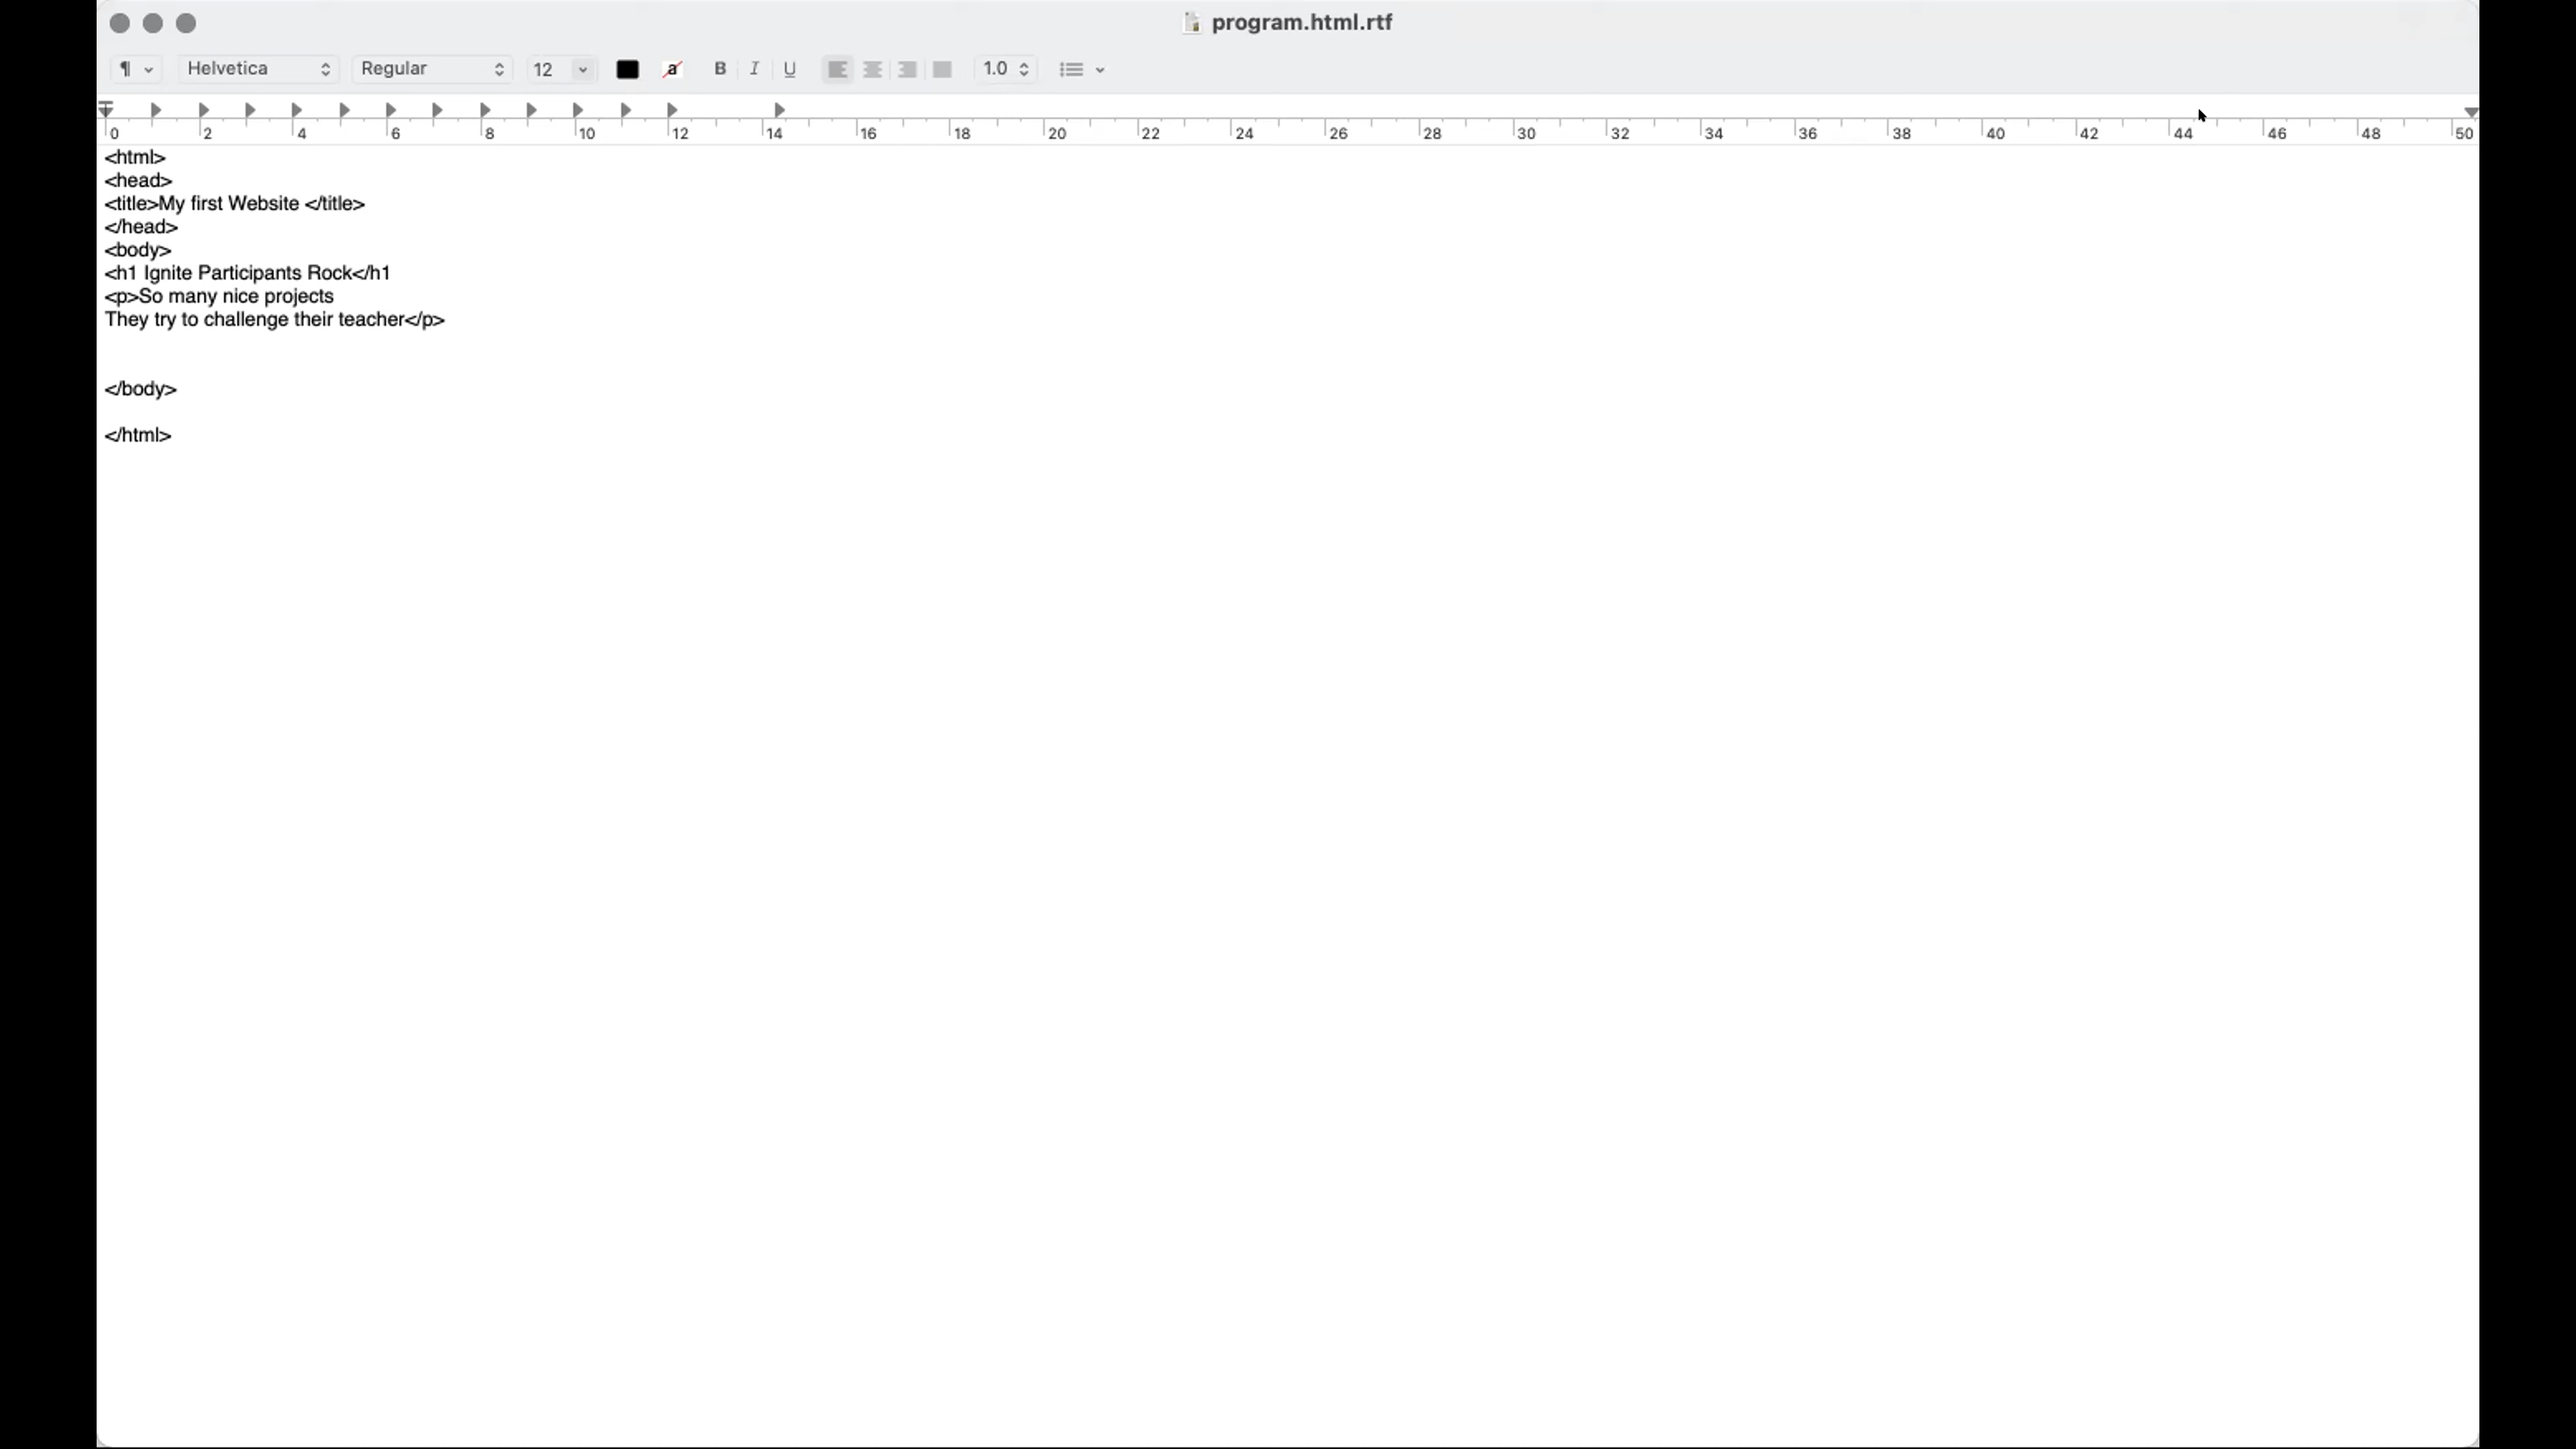 program.html.rtf
¶ Helvetica Regular 12 a B I U 1.0
0 2 4 6 8 10 12 14 16 18 20 22 24 26 28 30 32 34 36 38 40 42 44 46 48 50
<html>
<head>
<title>My first Website </title>
</head>
<body>
<h1 Ignite Participants Rock</h1
<p>So many nice projects
They try to challenge their teacher</p>
</body>
</html>